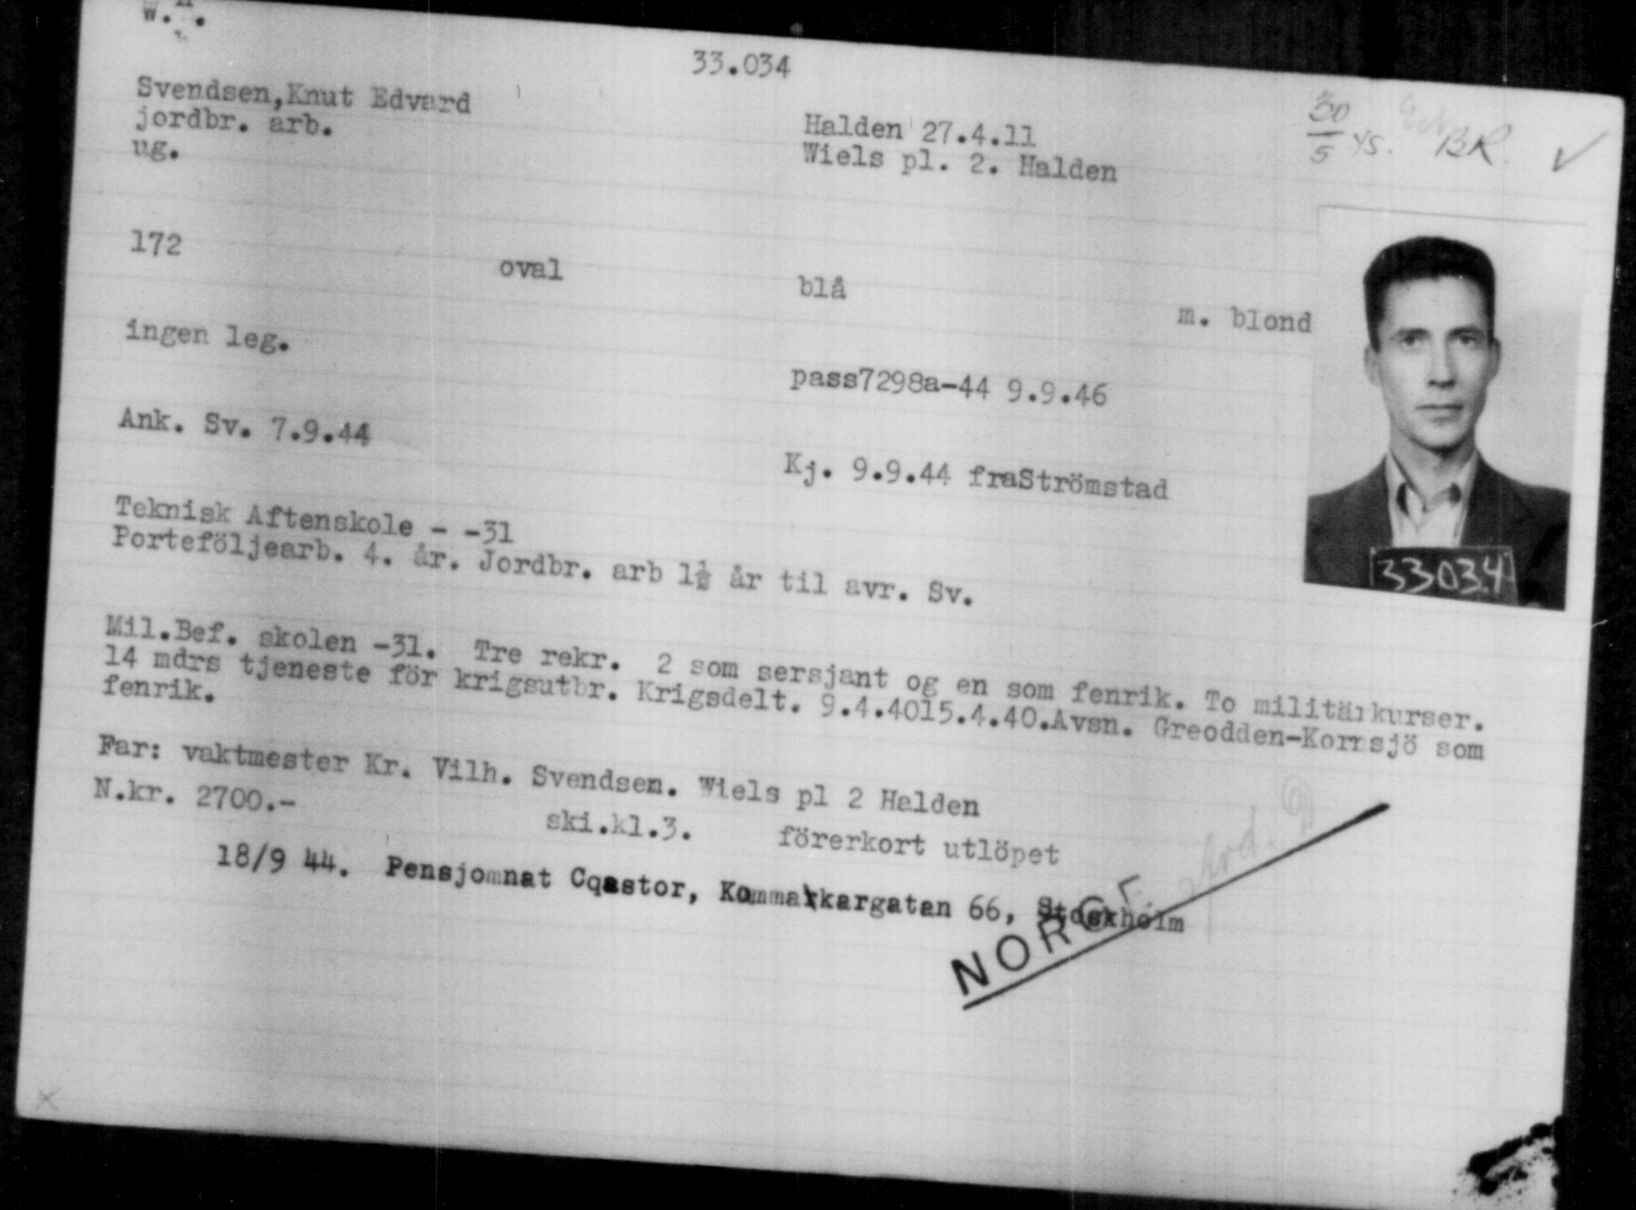 33.034
Svendsen,Knut Edvard
jordbr. arb.
ug.
Halden 27.4.11
Wiels pl. 2. Halden
30/5 45. BR. ✓
172 oval blå m. blond
ingen leg. pass7298a-44 9.9.46
Ank. Sv. 7.9.44 Kj. 9.9.44 fraStrömstad
33034
Teknisk Aftenskole - -31
Porteföljearb. 4. år. Jordbr. arb 1½ år til avr. Sv.
Mil.Bef. skolen -31. Tre rekr. 2 som sersjant og en som fenrik. To militärkurser.
14 mdrs tjeneste för krigsutbr. Krigsdelt. 9.4.4015.4.40.Avsn. Greodden-Kornsjö som
fenrik.
Far: vaktmester Kr. Vilh. Svendsen. Wiels pl 2 Halden
N.kr. 2700.- ski.kl.3. förerkort utlöpet
18/9 44. Pensjomnat Cqastor, Kommarkargatan 66, Stockholm
NORGE